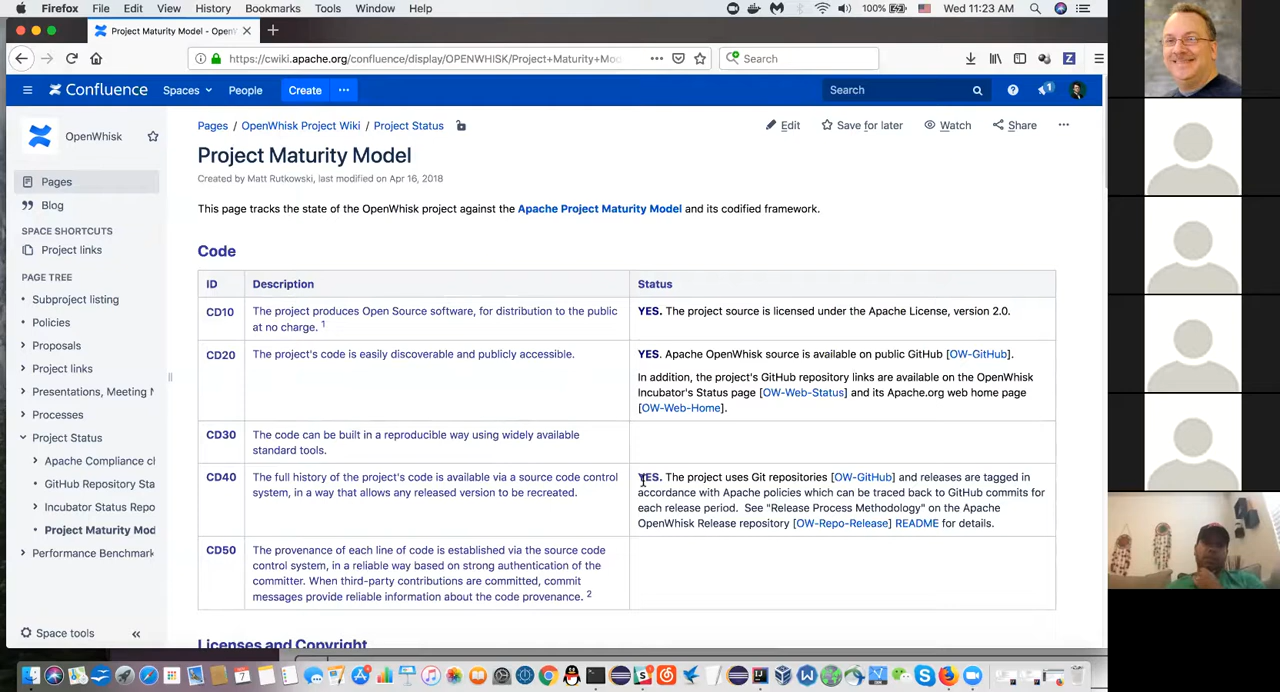 Firefox File Edit View History Bookmarks Tools Window Help 100% Wed 11:23 AM
Project Maturity Model - Open
https://cwiki.apache.org/confluence/display/OPENWHISK/Project+Maturity+Mo Search
Confluence Spaces People Create Search 1
OpenWhisk
Pages
Blog
SPACE SHORTCUTS
Project links
PAGE TREE
Subproject listing
Policies
Proposals
Project links
Presentations, Meeting
Processes
Project Status
Apache Compliance cl
GitHub Repository Sta
Incubator Status Repo
Project Maturity Mod
Performance Benchmark
Space tools
Pages / OpenWhisk Project Wiki / Project Status
Edit Save for later Watch Share
Project Maturity Model
Created by Matt Rutkowski, last modified on Apr 16, 2018
This page tracks the state of the OpenWhisk project against the Apache Project Maturity Model and its codified framework.
Code
ID Description Status
CD10 The project produces Open Source software, for distribution to the public
at no charge. 1
YES. The project source is licensed under the Apache License, version 2.0.
CD20 The project's code is easily discoverable and publicly accessible.
YES. Apache OpenWhisk source is available on public GitHub [OW-GitHub].
In addition, the project's GitHub repository links are available on the OpenWhisk
Incubator's Status page [OW-Web-Status] and its Apache.org web home page
[OW-Web-Home].
CD30 The code can be built in a reproducible way using widely available
standard tools.
CD40 The full history of the project's code is available via a source code control
system, in a way that allows any released version to be recreated.
YES. The project uses Git repositories [OW-GitHub] and releases are tagged in
accordance with Apache policies which can be traced back to GitHub commits for
each release period. See "Release Process Methodology" on the Apache
OpenWhisk Release repository [OW-Repo-Release] README for details.
CD50 The provenance of each line of code is established via the source code
control system, in a reliable way based on strong authentication of the
committer. When third-party contributions are committed, commit
messages provide reliable information about the code provenance. 2
Licenses and Copyright